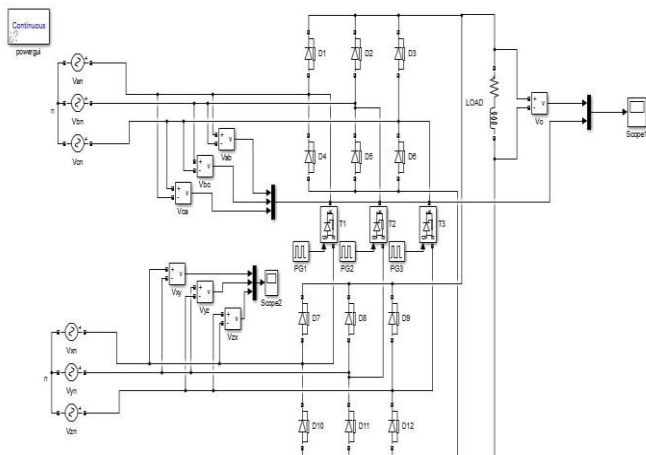 Continuous
powergui
Van
n
Vbn
Vcn
Vab
Vbc
Vca
D1
D2
D3
D4
D5
D6
LOAD
Vo
Scope1
T1
T2
T3
PG1
PG2
PG3
Vxy
Vyz
Vzx
Scope2
D7
D8
D9
Vxn
n
Vyn
Vzn
D10
D11
D12